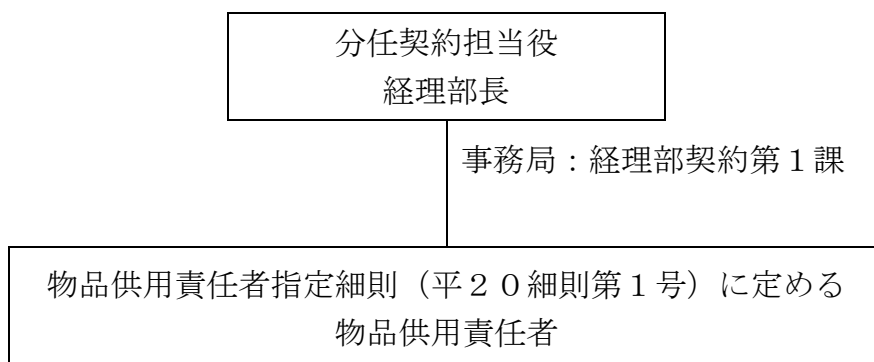 分任契約担当役
経理部長
事務局：経理部契約第１課
物品供用責任者指定細則（平２０細則第１号）に定める
物品供用責任者